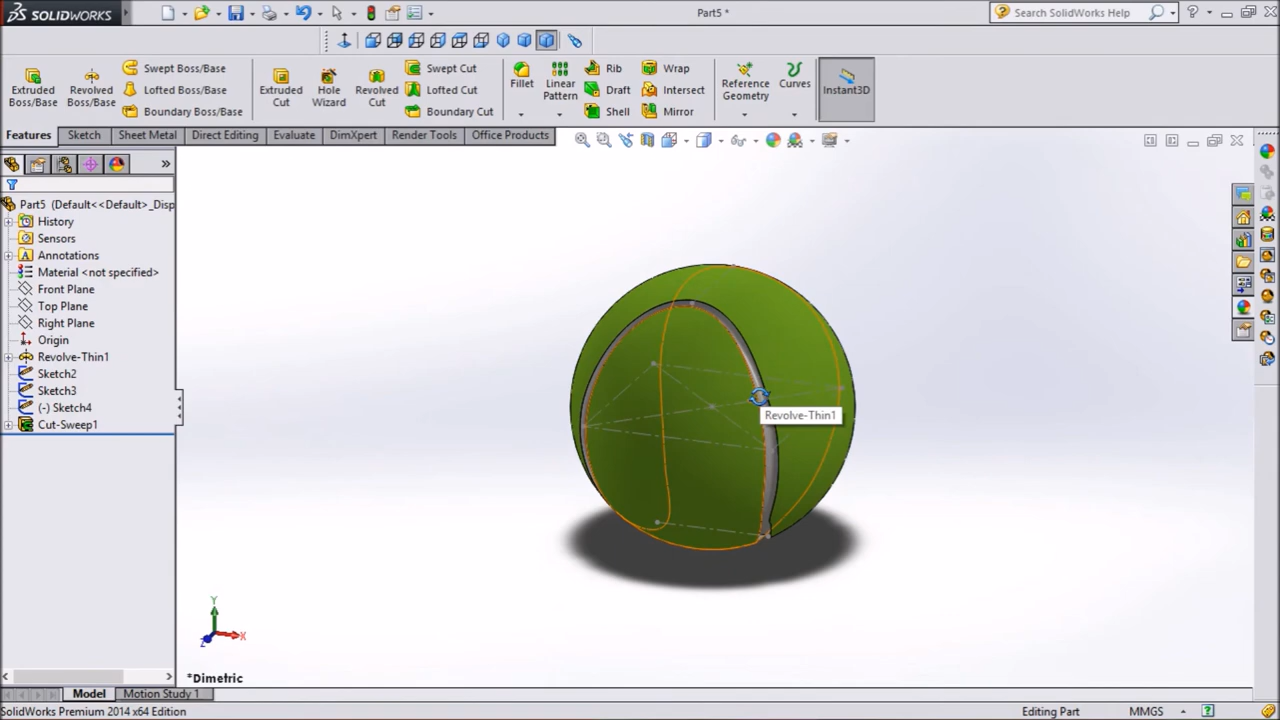 SOLIDWORKS
Part5 *
Search SolidWorks Help
Extruded Boss/Base
Revolved Boss/Base
Swept Boss/Base
Lofted Boss/Base
Boundary Boss/Base
Extruded Cut
Hole Wizard
Revolved Cut
Swept Cut
Lofted Cut
Boundary Cut
Fillet
Linear Pattern
Rib
Draft
Shell
Wrap
Intersect
Mirror
Reference Geometry
Curves
Instant3D
Features
Sketch
Sheet Metal
Direct Editing
Evaluate
DimXpert
Render Tools
Office Products
Part5 (Default<<Default>_Disp
History
Sensors
Annotations
Material <not specified>
Front Plane
Top Plane
Right Plane
Origin
Revolve-Thin1
Sketch2
Sketch3
(-) Sketch4
Cut-Sweep1
Revolve-Thin1
Y
X
Z
*Dimetric
Model
Motion Study 1
SolidWorks Premium 2014 x64 Edition
Editing Part
MMGS